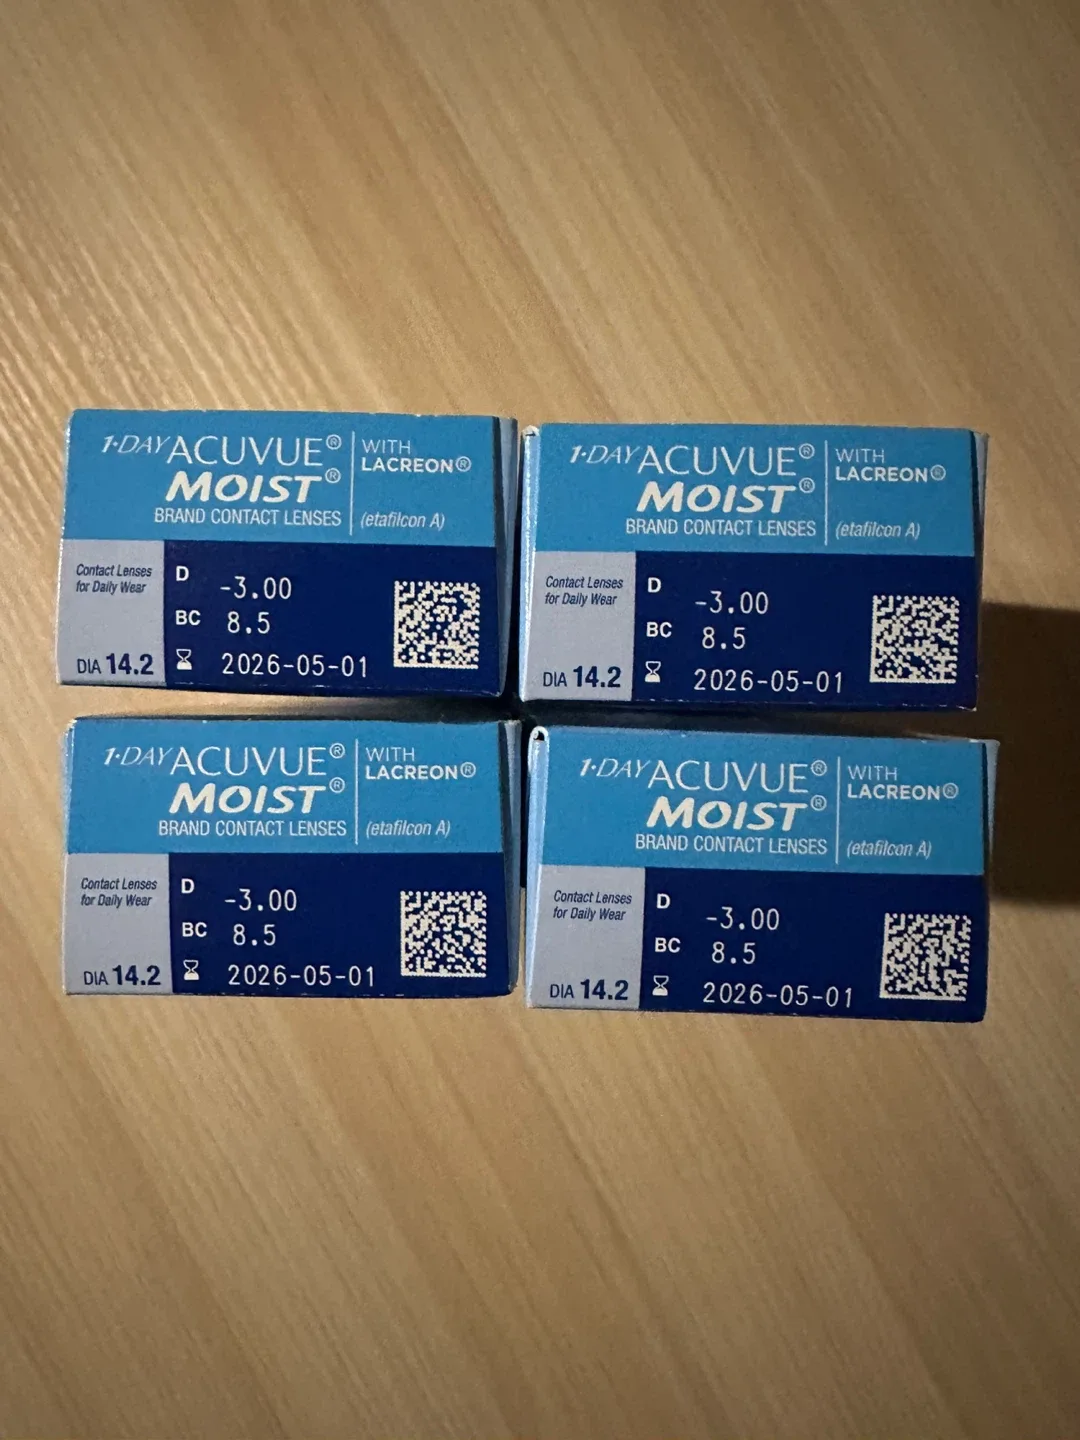 1·DAY ACUVUE® WITH
MOIST® LACREON®
BRAND CONTACT LENSES (etafilcon A)
Contact Lenses
for Daily Wear
DIA 14.2
D -3.00
BC 8.5
2026-05-01
1·DAY ACUVUE® WITH
MOIST® LACREON®
BRAND CONTACT LENSES (etafilcon A)
Contact Lenses
for Daily Wear
DIA 14.2
D -3.00
BC 8.5
2026-05-01
1·DAY ACUVUE® WITH
MOIST® LACREON®
BRAND CONTACT LENSES (etafilcon A)
Contact Lenses
for Daily Wear
DIA 14.2
D -3.00
BC 8.5
2026-05-01
1·DAY ACUVUE® WITH
MOIST® LACREON®
BRAND CONTACT LENSES (etafilcon A)
Contact Lenses
for Daily Wear
DIA 14.2
D -3.00
BC 8.5
2026-05-01